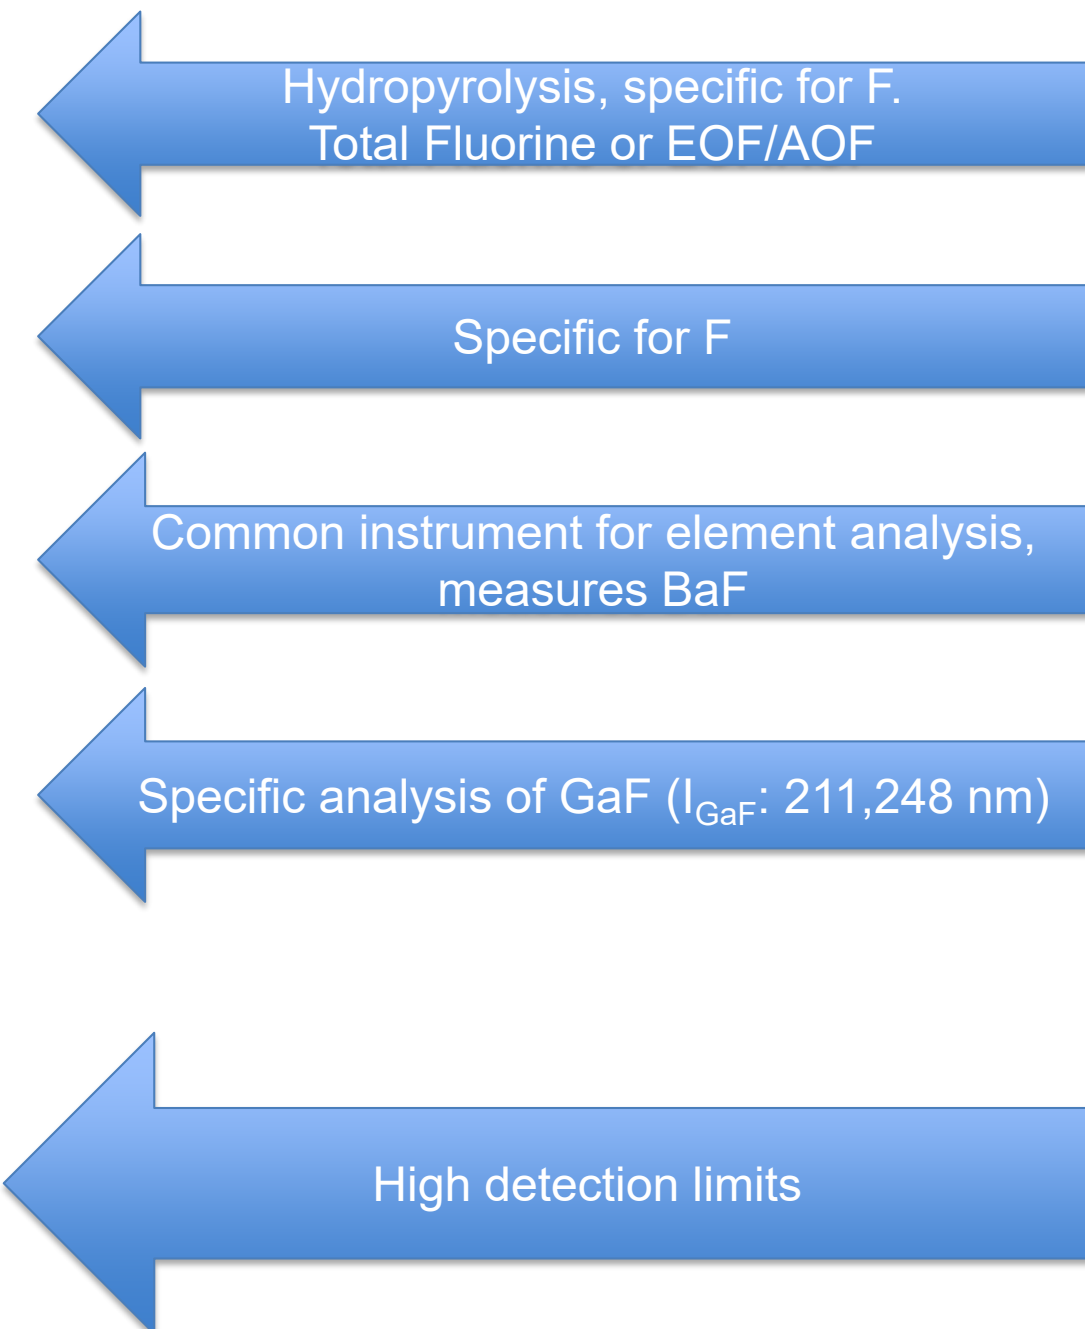 Hydropyrolysis, specific for F.
Total Fluorine or EOF/AOF
Specific for F
Common instrument for element analysis,
measures BaF
Specific analysis of GaF (lGaF: 211,248 nm)
High detection limits